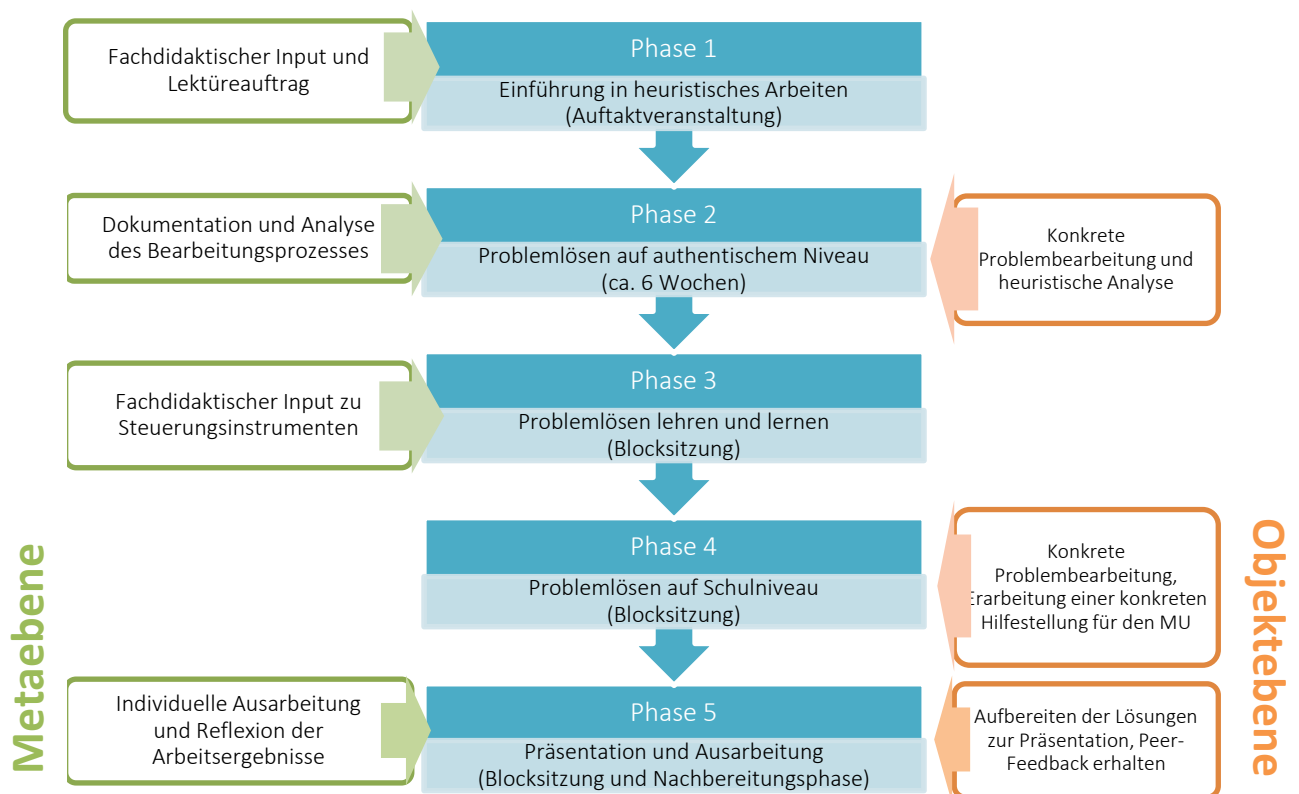 Fachdidaktischer Input und
Lektüreauftrag
Phase 1
Einführung in heuristisches Arbeiten
(Auftaktveranstaltung)
Dokumentation und Analyse
des Bearbeitungsprozesses
Phase 2
Problemlösen auf authentischem Niveau
(ca. 6 Wochen)
Konkrete
Problembearbeitung und
heuristische Analyse
Fachdidaktischer Input zu
Steuerungsinstrumenten
Phase 3
Problemlösen lehren und lernen
(Blocksitzung)
Phase 4
Problemlösen auf Schulniveau
(Blocksitzung)
Konkrete
Problembearbeitung,
Erarbeitung einer konkreten
Hilfestellung für den MU
Individuelle Ausarbeitung
und Reflexion der
Arbeitsergebnisse
Phase 5
Präsentation und Ausarbeitung
(Blocksitzung und Nachbereitungsphase)
Aufbereiten der Lösungen
zur Präsentation, Peer-
Feedback erhalten
Metaebene
Objektebene